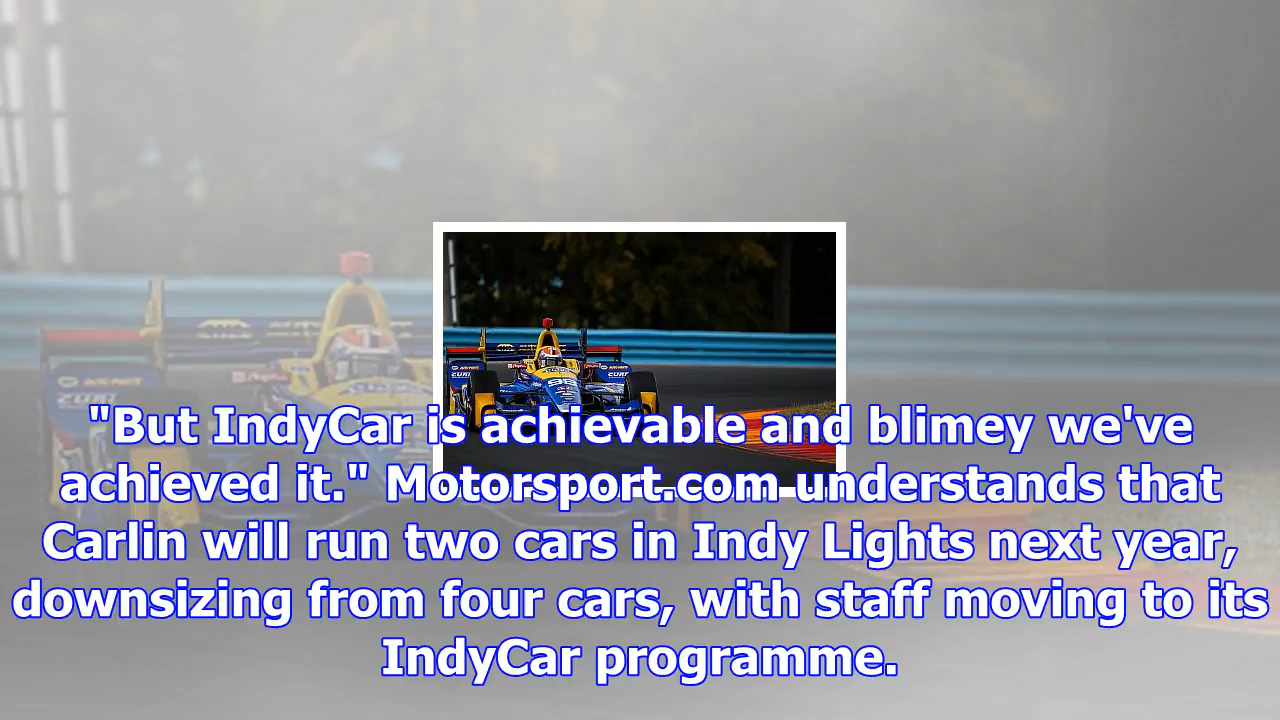 "But IndyCar is achievable and blimey we've
achieved it." Motorsport.com understands that
Carlin will run two cars in Indy Lights next year,
downsizing from four cars, with staff moving to its
IndyCar programme.
98